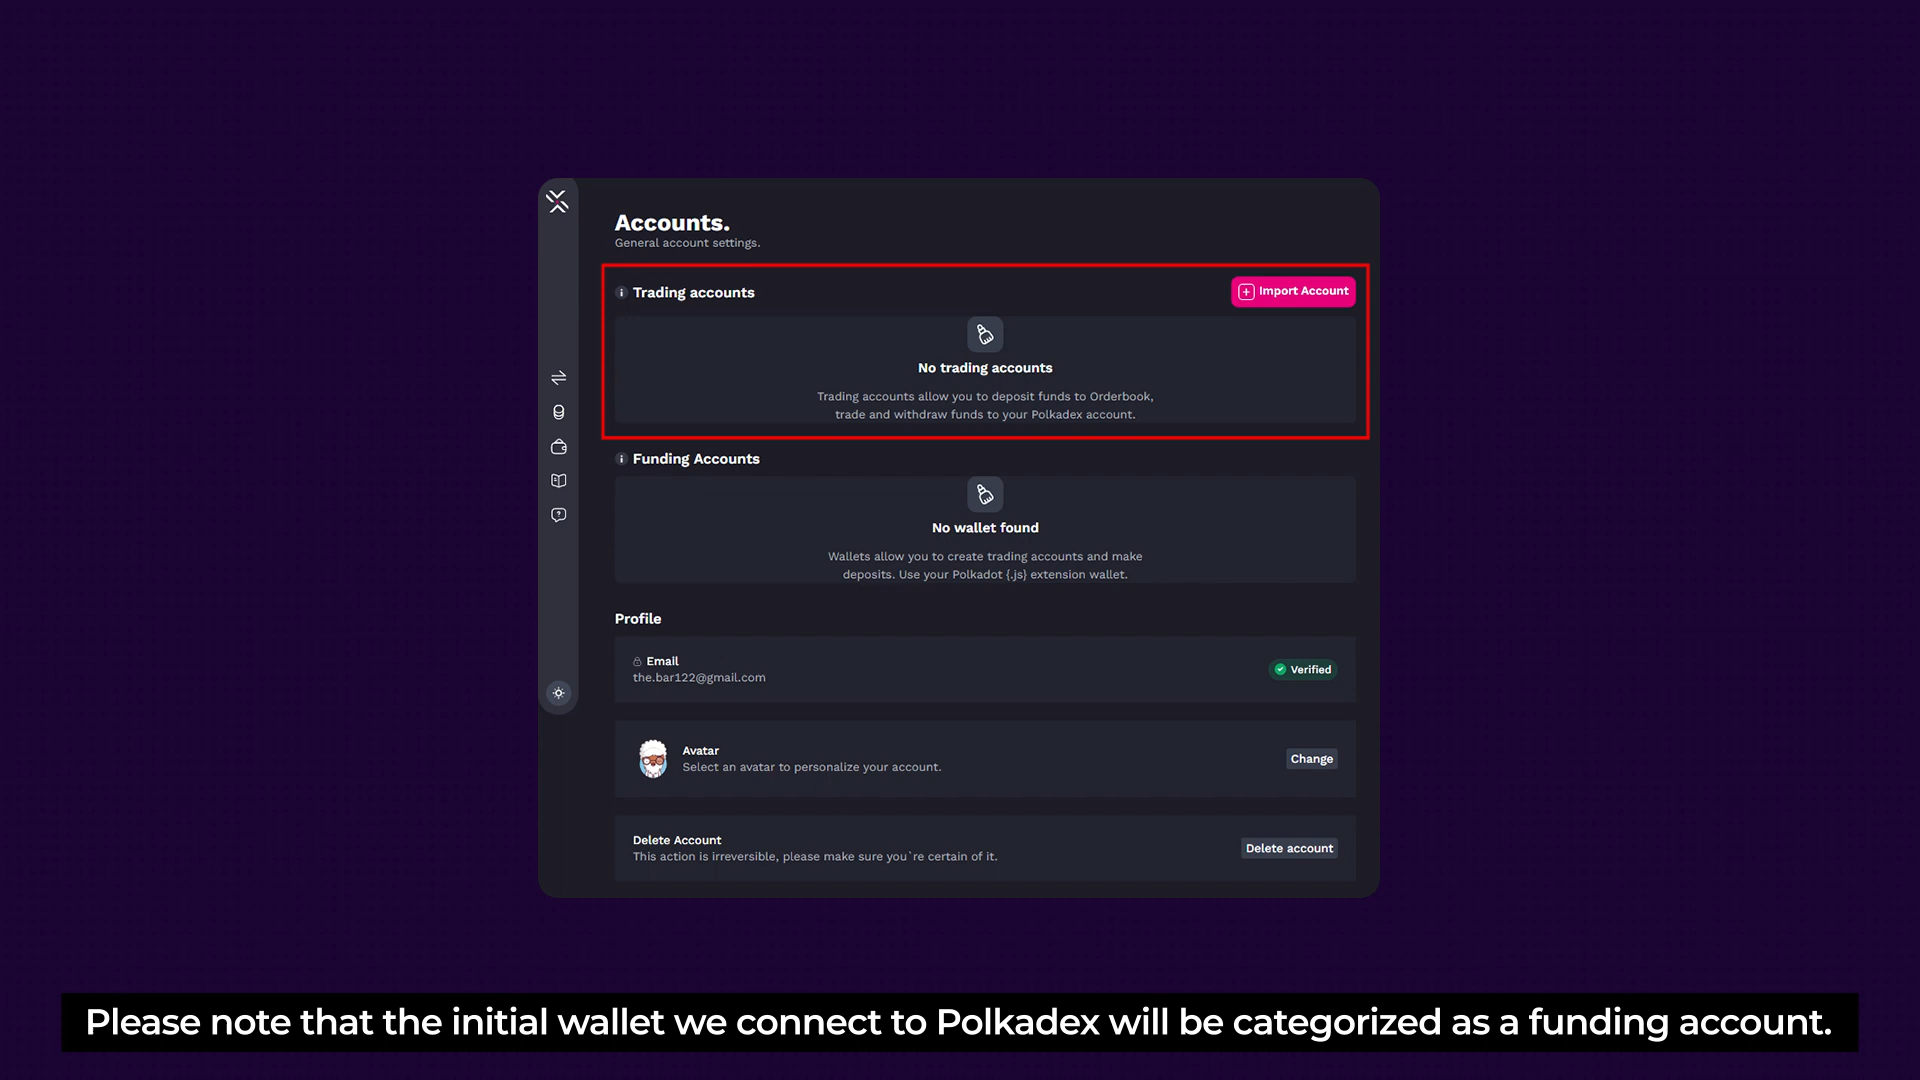 Accounts.
General account settings.
Trading accounts
Import Account
No trading accounts
Trading accounts allow you to deposit funds to Orderbook,
trade and withdraw funds to your Polkadex account.
Funding Accounts
No wallet found
Wallets allow you to create trading accounts and make
deposits. Use your Polkadot {.js} extension wallet.
Profile
Email
the.bar122@gmail.com
Verified
Avatar
Select an avatar to personalize your account.
Change
Delete Account
This action is irreversible, please make sure you`re certain of it.
Delete account
Please note that the initial wallet we connect to Polkadex will be categorized as a funding account.